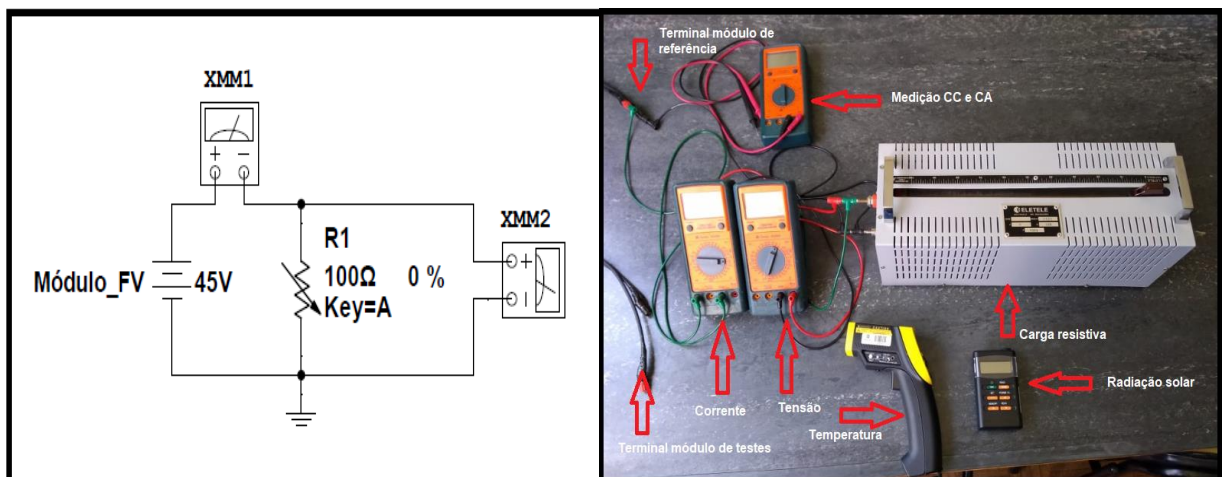 XMM1
XMM2
R1
100Ω 0 %
Key=A
Módulo_FV
45V
Terminal módulo de
referência
Medição CC e CA
ELETELE
Carga resistiva
Radiação solar
Corrente
Tensão
Temperatura
Terminal módulo de testes